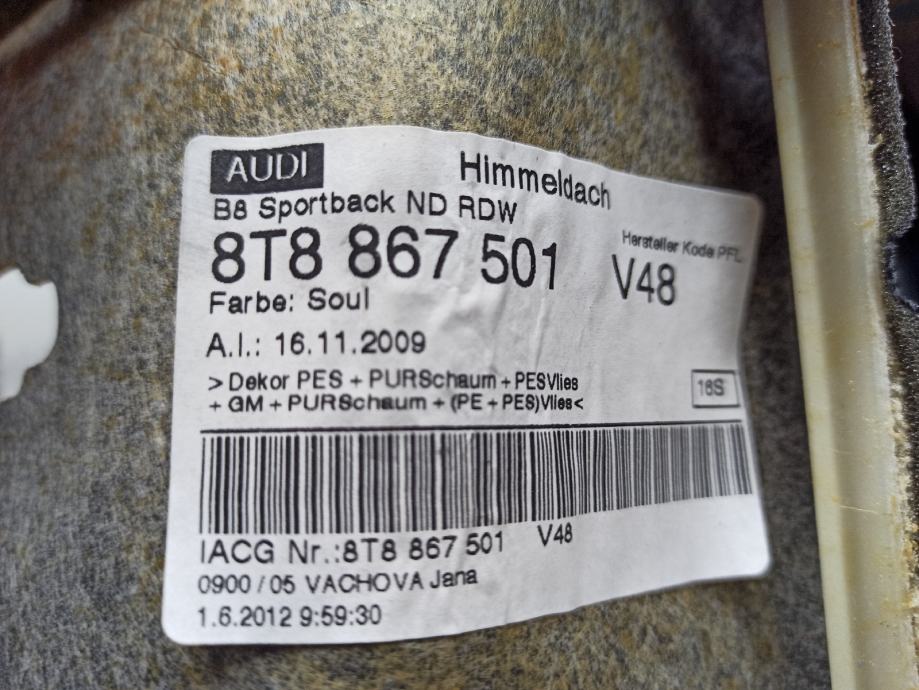 AUDI Himmeldach
B8 Sportback ND RDW
8T8 867 501
Hersteller Kode PFL
V48
Farbe: Soul
A.I.: 16.11.2009
> Dekor PES + PURSchaum + PESVlies
+ GM + PURSchaum + (PE + PES)Vlies <
16S
IACG Nr.:8T8 867 501 V48
0900 / 05 VACHOVA Jana
1.6.2012 9:59:30